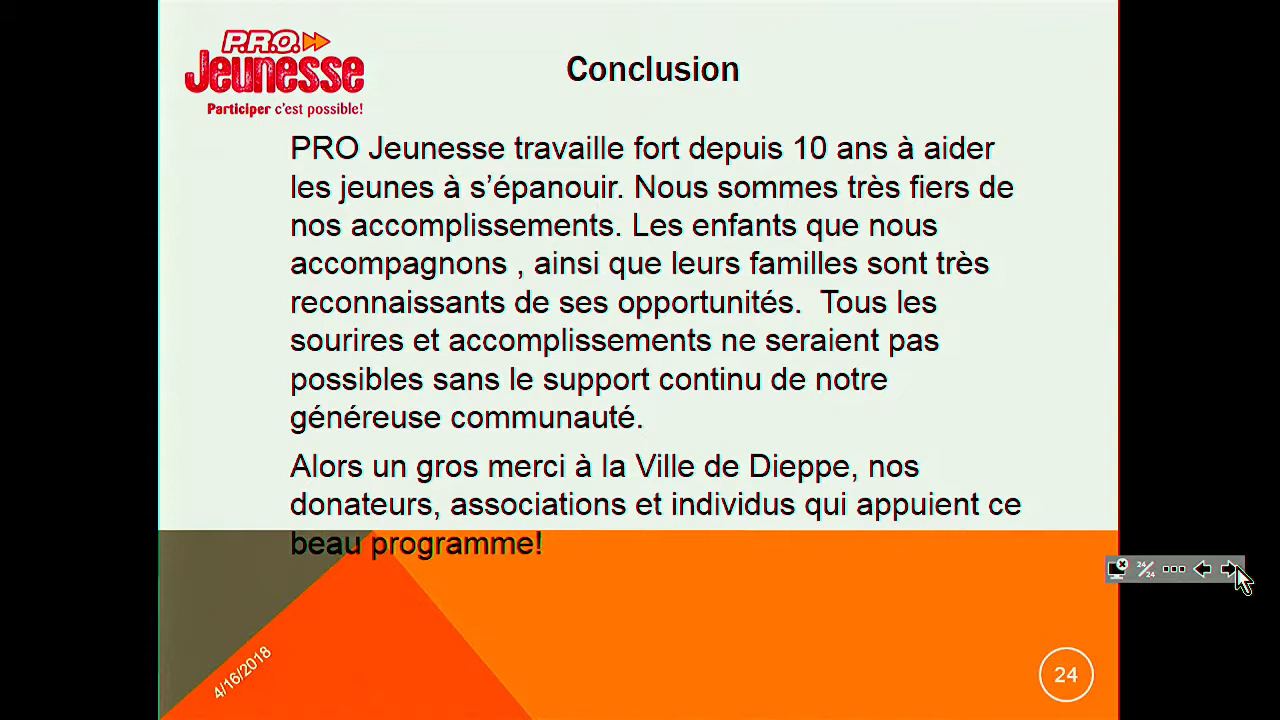 P.R.O.
Jeunesse
Participer c'est possible!
Conclusion
PRO Jeunesse travaille fort depuis 10 ans à aider
les jeunes à s’épanouir. Nous sommes très fiers de
nos accomplissements. Les enfants que nous
accompagnons , ainsi que leurs familles sont très
reconnaissants de ses opportunités.  Tous les
sourires et accomplissements ne seraient pas
possibles sans le support continu de notre
généreuse communauté.
Alors un gros merci à la Ville de Dieppe, nos
donateurs, associations et individus qui appuient ce
beau programme!
24/24
4/16/2018
24